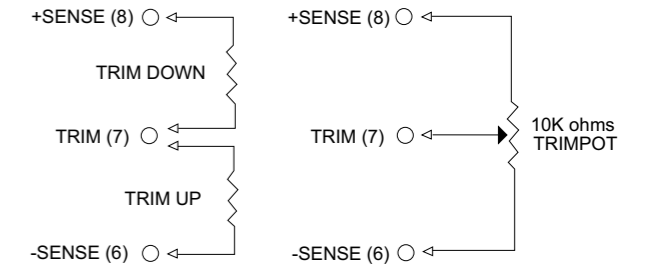 +SENSE (8)
TRIM DOWN
TRIM (7)
TRIM UP
-SENSE (6)
+SENSE (8)
TRIM (7)
10K ohms
TRIMPOT
-SENSE (6)